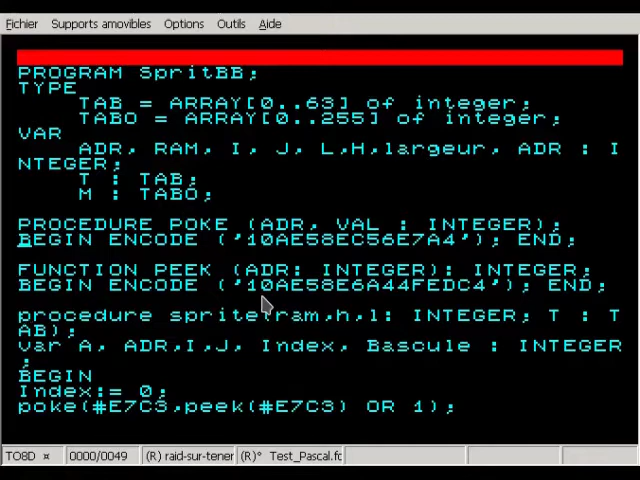 Fichier Supports amovibles Options Outils Aide
PROGRAM SpritBB;
TYPE
TAB = ARRAY[0..63] of integer;
TABO = ARRAY[0..255] of integer;
VAR
ADR, RAM, I, J, L,H,largeur, ADR : I
NTEGER;
T : TAB;
M : TABO;
PROCEDURE POKE (ADR, VAL : INTEGER);
BEGIN ENCODE ('10AE58EC56E7A4'); END;
FUNCTION PEEK (ADR: INTEGER): INTEGER;
BEGIN ENCODE ('10AE58E6A44FEDC4'); END;
procedure sprite(ram,h,l: INTEGER; T : T
AB);
var A, ADR,I,J, Index, Bascule : INTEGER
;
BEGIN
Index:= 0;
poke(#E7C3,peek(#E7C3) OR 1);
TO8D ¤ 0000/0049 (R) raid-sur-tener (R)° Test_Pascal.fc